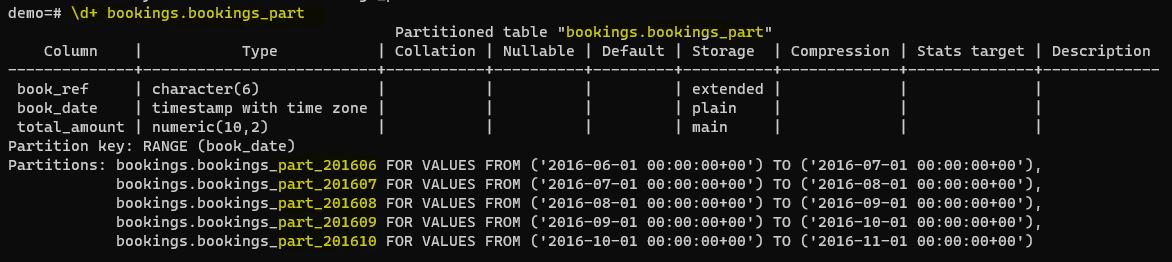 demo=# \d+ bookings.bookings_part
Partitioned table "bookings.bookings_part"
Column | Type | Collation | Nullable | Default | Storage | Compression | Stats target | Description
--------------+--------------------------+-----------+----------+---------+----------+-------------+--------------+-------------
book_ref | character(6) | | | | extended | | |
book_date | timestamp with time zone | | | | plain | | |
total_amount | numeric(10,2) | | | | main | | |
Partition key: RANGE (book_date)
Partitions: bookings.bookings_part_201606 FOR VALUES FROM ('2016-06-01 00:00:00+00') TO ('2016-07-01 00:00:00+00'),
bookings.bookings_part_201607 FOR VALUES FROM ('2016-07-01 00:00:00+00') TO ('2016-08-01 00:00:00+00'),
bookings.bookings_part_201608 FOR VALUES FROM ('2016-08-01 00:00:00+00') TO ('2016-09-01 00:00:00+00'),
bookings.bookings_part_201609 FOR VALUES FROM ('2016-09-01 00:00:00+00') TO ('2016-10-01 00:00:00+00'),
bookings.bookings_part_201610 FOR VALUES FROM ('2016-10-01 00:00:00+00') TO ('2016-11-01 00:00:00+00')